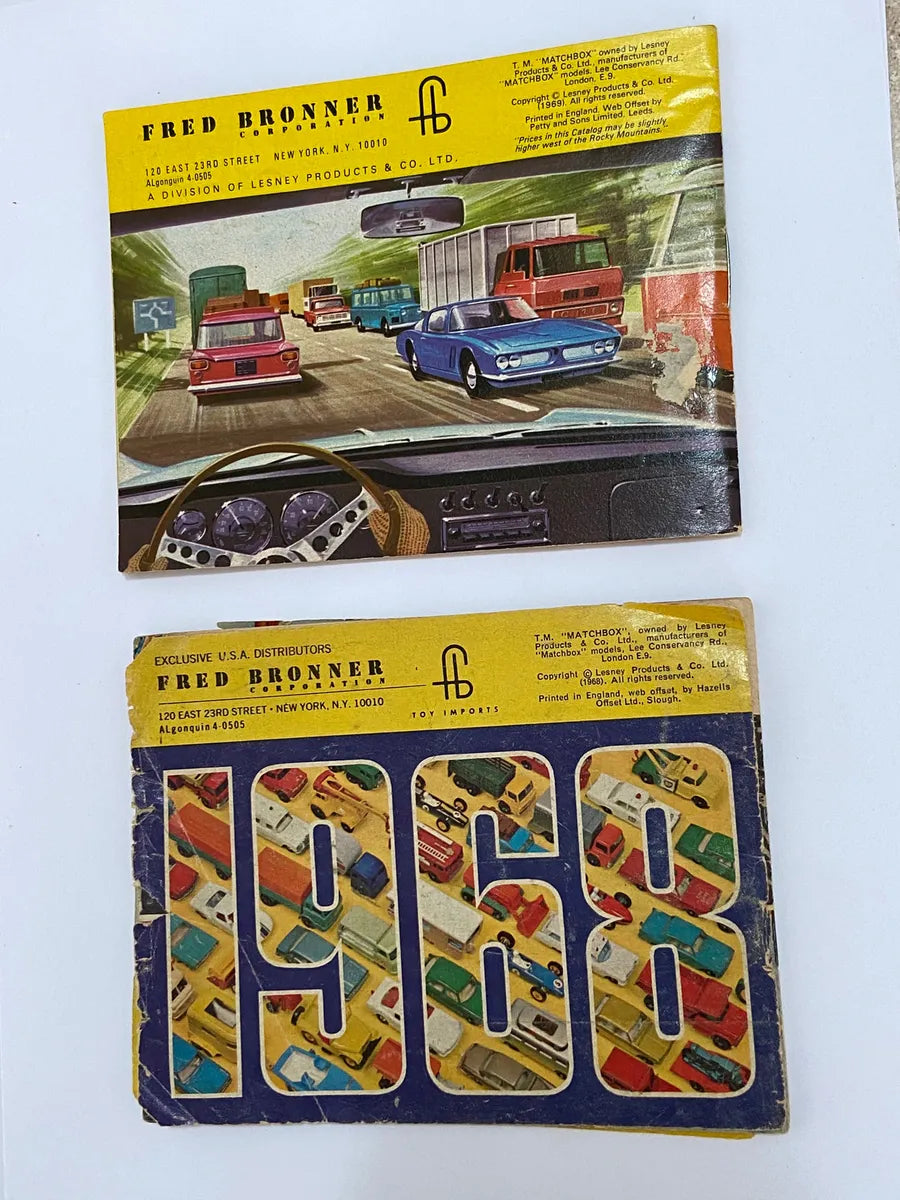 FRED BRONNER
CORPORATION
120 EAST 23RD STREET NEW YORK, N.Y. 10010
ALgonquin 4-0505
A DIVISION OF LESNEY PRODUCTS & CO. LTD.
T. M. "MATCHBOX" owned by Lesney
Products & Co. Ltd., manufacturers of
"MATCHBOX" models, Lee Conservancy Rd.,
London, E.9.
Copyright © Lesney Products & Co. Ltd.
(1969). All rights reserved.
Printed in England, Web Offset by
Petty and Sons Limited, Leeds.
"Prices in this Catalog may be slightly
higher west of the Rocky Mountains."
EXCLUSIVE U.S.A. DISTRIBUTORS
FRED BRONNER
CORPORATION
120 EAST 23RD STREET • NEW YORK, N.Y. 10010
ALgonquin 4-0505
TOY IMPORTS
T.M. "MATCHBOX", owned by Lesney
Products & Co. Ltd., manufacturers of
"Matchbox" models, Lee Conservancy Rd.,
London E.9.
Copyright © Lesney Products & Co. Ltd.
(1968). All rights reserved.
Printed in England, web offset, by Hazells
Offset Ltd., Slough.
1968